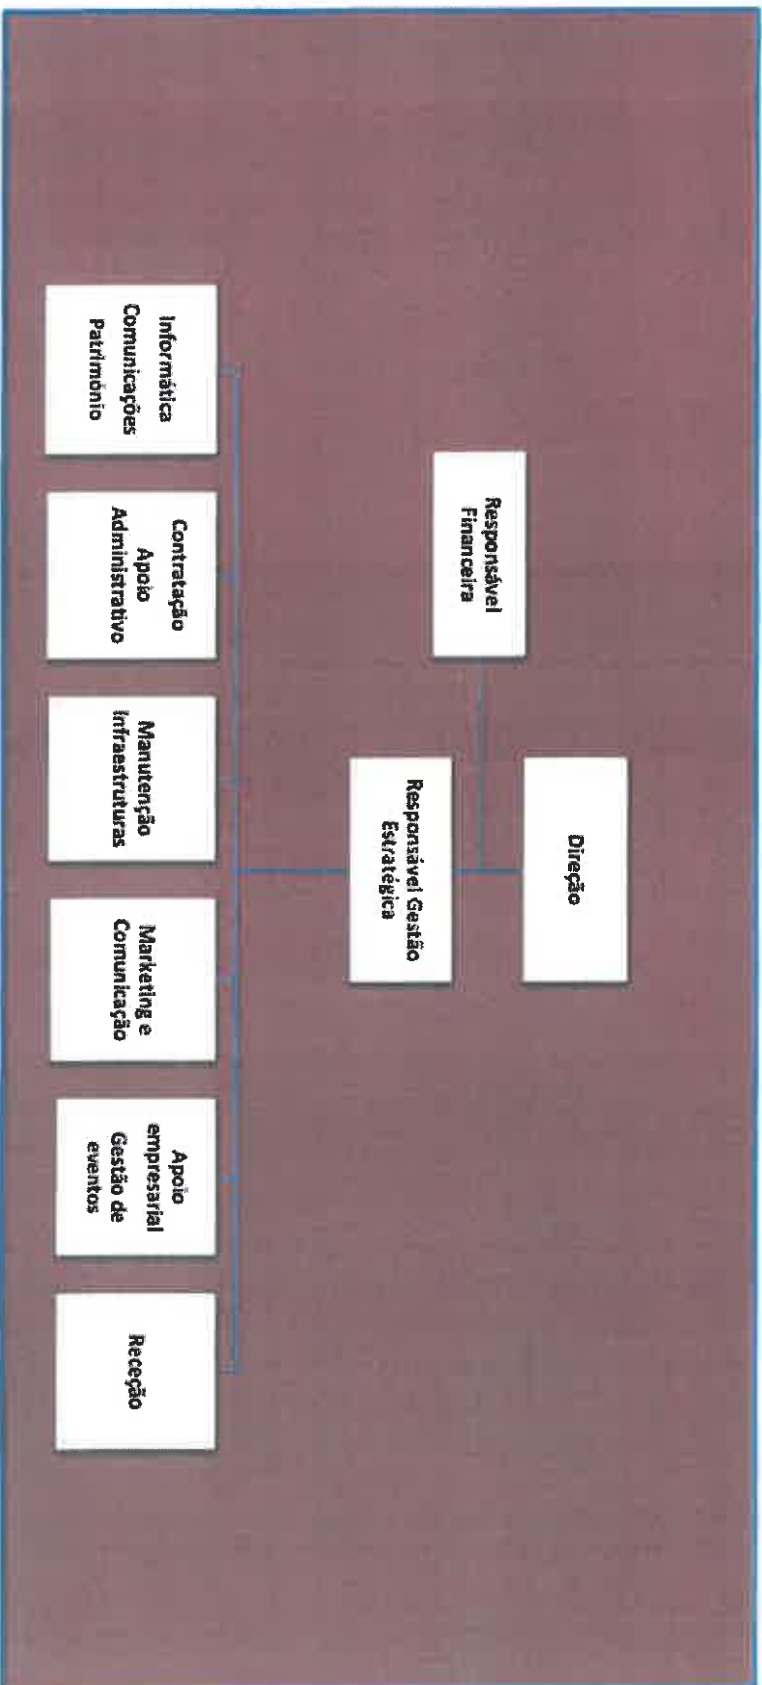 Direção
Responsável
Financeira
Responsável Gestão
Estratégica
Informática
Comunicações
Património
Contratação
Apoio
Administrativo
Manutenção
Infraestruturas
Marketing e
Comunicação
Apoio
empresarial
Gestão de
eventos
Receção